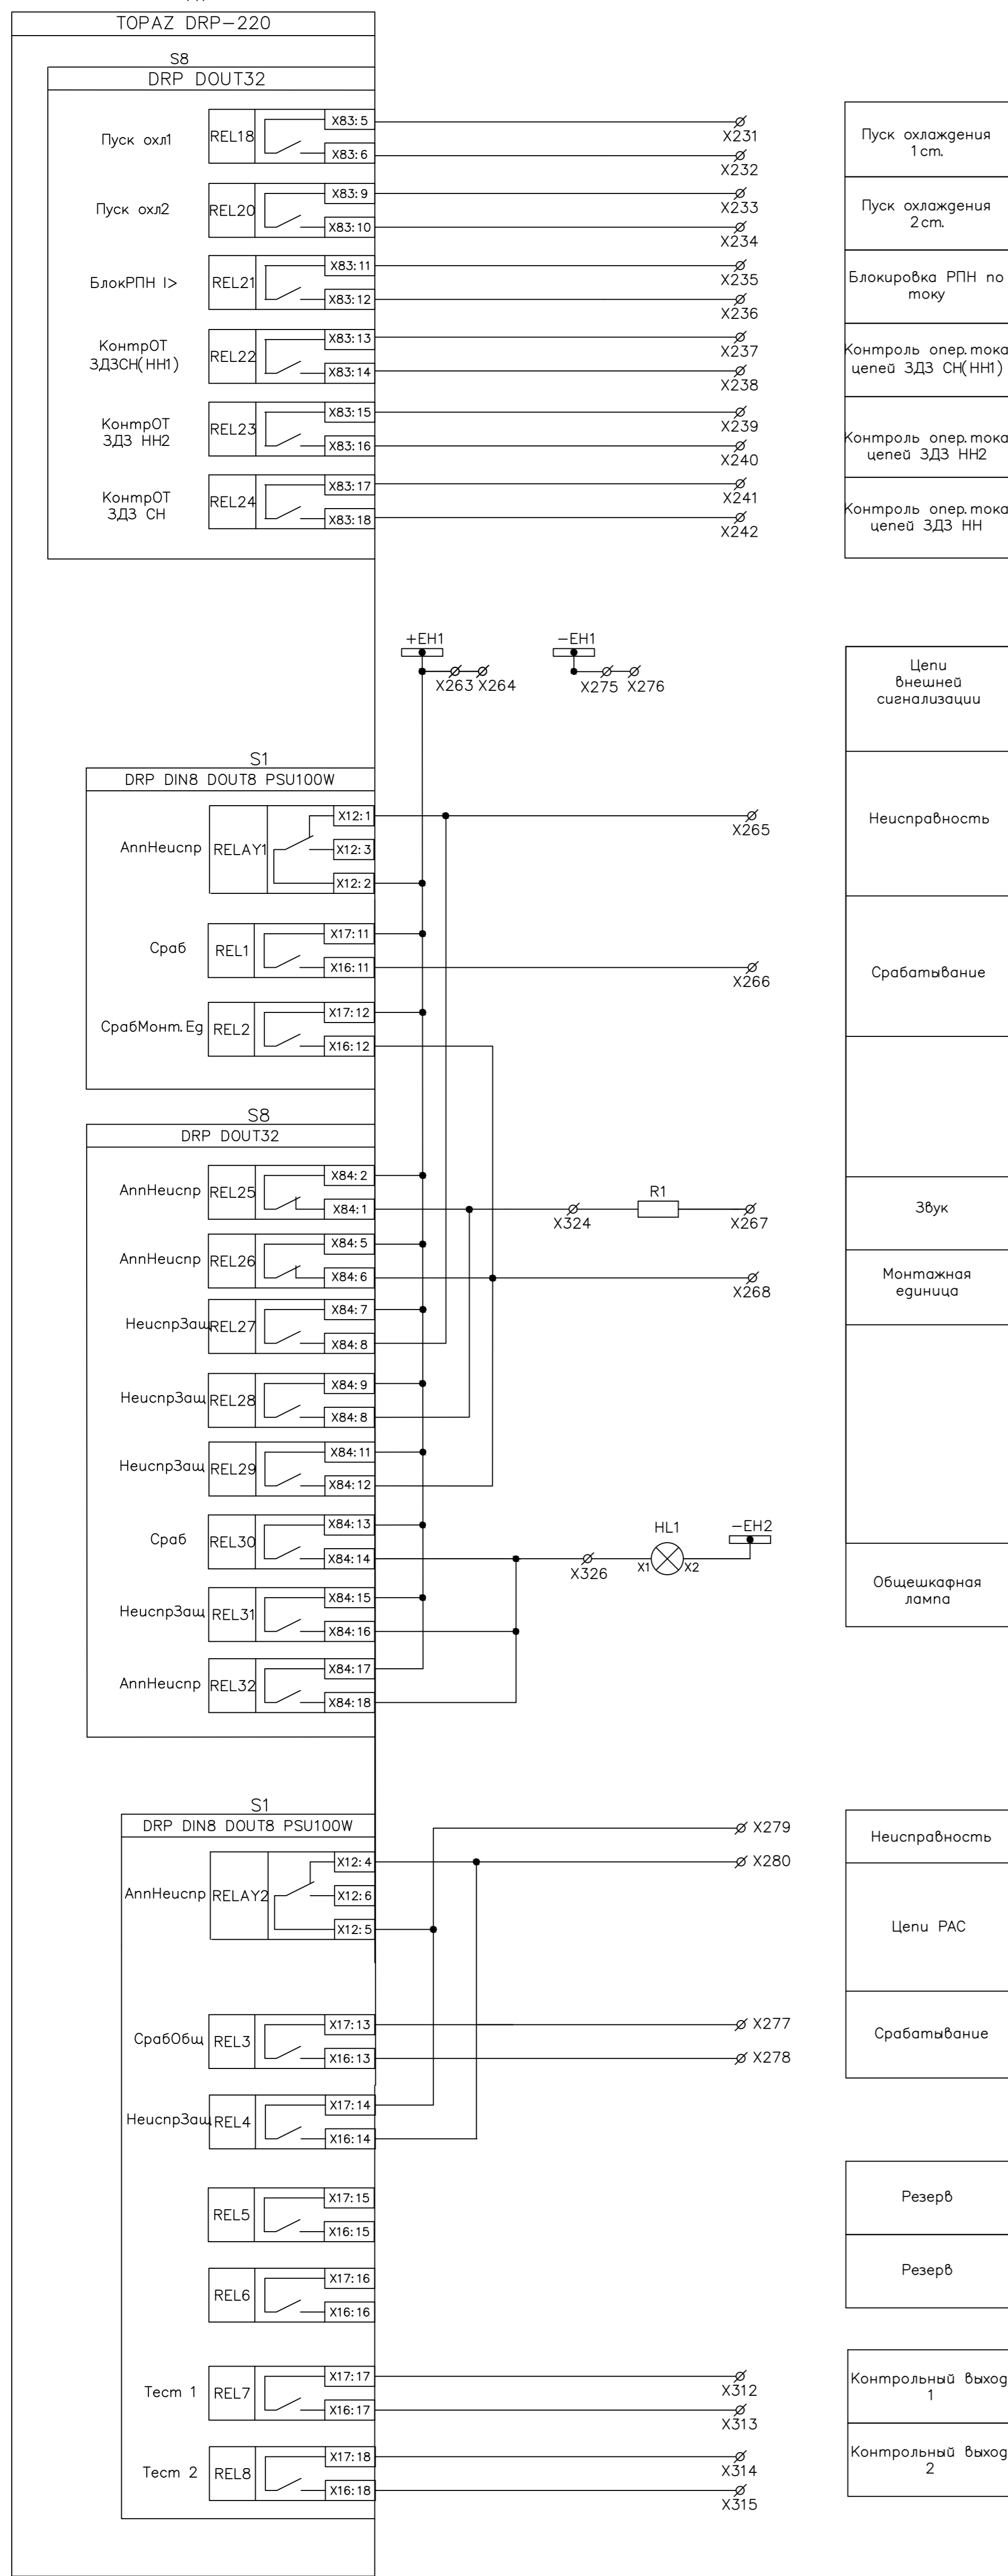 TOPAZ DRP-220
S8
DRP DOUT32
Пуск охл1
REL18
X83:5
X83:6
X231
X232
Пуск охлаждения
1ст.
Пуск охл2
REL20
X83:9
X83:10
X233
X234
Пуск охлаждения
2ст.
БлокРПН I>
REL21
X83:11
X83:12
X235
X236
Блокировка РПН по
току
КонтрОТ
ЗДЗСН(НН1)
REL22
X83:13
X83:14
X237
X238
Контроль опер.тока
цепей ЗДЗ СН(НН1)
КонтрОТ
ЗДЗ НН2
REL23
X83:15
X83:16
X239
X240
Контроль опер.тока
цепей ЗДЗ НН2
КонтрОТ
ЗДЗ СН
REL24
X83:17
X83:18
X241
X242
Контроль опер.тока
цепей ЗДЗ НН
+EH1
X263 X264
-EH1
X275 X276
Цепи
внешней
сигнализации
S1
DRP DIN8 DOUT8 PSU100W
АппНеиспр
RELAY1
X12:1
X12:3
X12:2
X265
Неисправность
Сраб
REL1
X17:11
X16:11
X266
Срабатывание
СрабМонт.Ед
REL2
X17:12
X16:12
S8
DRP DOUT32
АппНеиспр
REL25
X84:2
X84:1
X324
R1
X267
Звук
АппНеиспр
REL26
X84:5
X84:6
X268
Монтажная
единица
НеиспрЗащ
REL27
X84:7
X84:8
НеиспрЗащ
REL28
X84:9
X84:8
НеиспрЗащ
REL29
X84:11
X84:12
Сраб
REL30
X84:13
X84:14
X326
HL1
X1
X2
-EH2
Общешкафная
лампа
НеиспрЗащ
REL31
X84:15
X84:16
АппНеиспр
REL32
X84:17
X84:18
S1
DRP DIN8 DOUT8 PSU100W
X279
Неисправность
АппНеиспр
RELAY2
X12:4
X12:6
X12:5
X280
Цепи РАС
СрабОбщ
REL3
X17:13
X16:13
X277
X278
Срабатывание
НеиспрЗащ
REL4
X17:14
X16:14
REL5
X17:15
X16:15
Резерв
REL6
X17:16
X16:16
Резерв
Тест 1
REL7
X17:17
X16:17
X312
X313
Контрольный выход
1
Тест 2
REL8
X17:18
X16:18
X314
X315
Контрольный выход
2